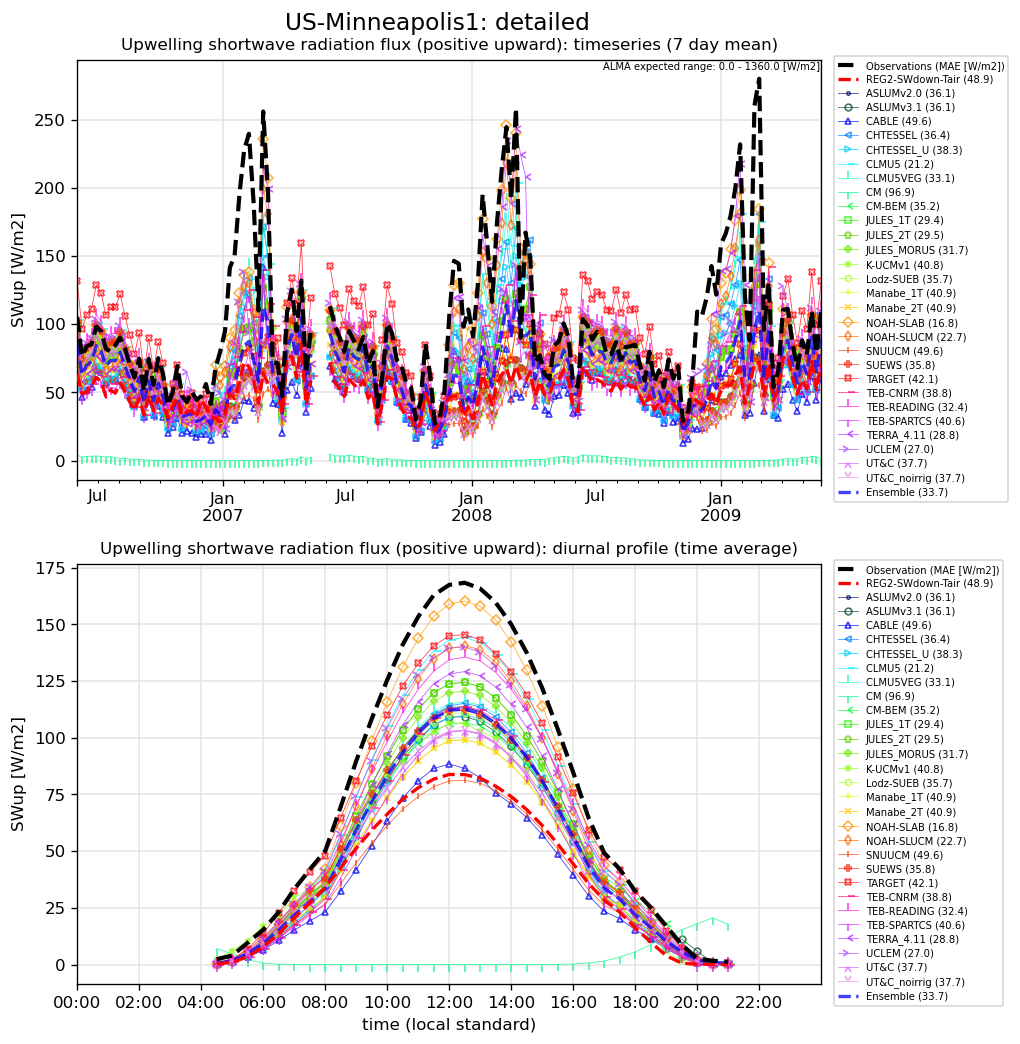 US-Minneapolis1: detailed
Upwelling shortwave radiation flux (positive upward): timeseries (7 day mean)
ALMA expected range: 0.0 - 1360.0 [W/m2]
SWup [W/m2]
250
200
150
100
50
0
Jul
Jan
2007
Jul
Jan
2008
Jul
Jan
2009
Observations (MAE [W/m2])
REG2-SWdown-Tair (48.9)
ASLUMv2.0 (36.1)
ASLUMv3.1 (36.1)
CABLE (49.6)
CHTESSEL (36.4)
CHTESSEL_U (38.3)
CLMU5 (21.2)
CLMU5VEG (33.1)
CM (96.9)
CM-BEM (35.2)
JULES_1T (29.4)
JULES_2T (29.5)
JULES_MORUS (31.7)
K-UCMv1 (40.8)
Lodz-SUEB (35.7)
Manabe_1T (40.9)
Manabe_2T (40.9)
NOAH-SLAB (16.8)
NOAH-SLUCM (22.7)
SNUUCM (49.6)
SUEWS (35.8)
TARGET (42.1)
TEB-CNRM (38.8)
TEB-READING (32.4)
TEB-SPARTCS (40.6)
TERRA_4.11 (28.8)
UCLEM (27.0)
UT&C (37.7)
UT&C_noirrig (37.7)
Ensemble (33.7)
Upwelling shortwave radiation flux (positive upward): diurnal profile (time average)
SWup [W/m2]
175
150
125
100
75
50
25
0
00:00
02:00
04:00
06:00
08:00
10:00
12:00
14:00
16:00
18:00
20:00
22:00
time (local standard)
Observation (MAE [W/m2])
REG2-SWdown-Tair (48.9)
ASLUMv2.0 (36.1)
ASLUMv3.1 (36.1)
CABLE (49.6)
CHTESSEL (36.4)
CHTESSEL_U (38.3)
CLMU5 (21.2)
CLMU5VEG (33.1)
CM (96.9)
CM-BEM (35.2)
JULES_1T (29.4)
JULES_2T (29.5)
JULES_MORUS (31.7)
K-UCMv1 (40.8)
Lodz-SUEB (35.7)
Manabe_1T (40.9)
Manabe_2T (40.9)
NOAH-SLAB (16.8)
NOAH-SLUCM (22.7)
SNUUCM (49.6)
SUEWS (35.8)
TARGET (42.1)
TEB-CNRM (38.8)
TEB-READING (32.4)
TEB-SPARTCS (40.6)
TERRA_4.11 (28.8)
UCLEM (27.0)
UT&C (37.7)
UT&C_noirrig (37.7)
Ensemble (33.7)